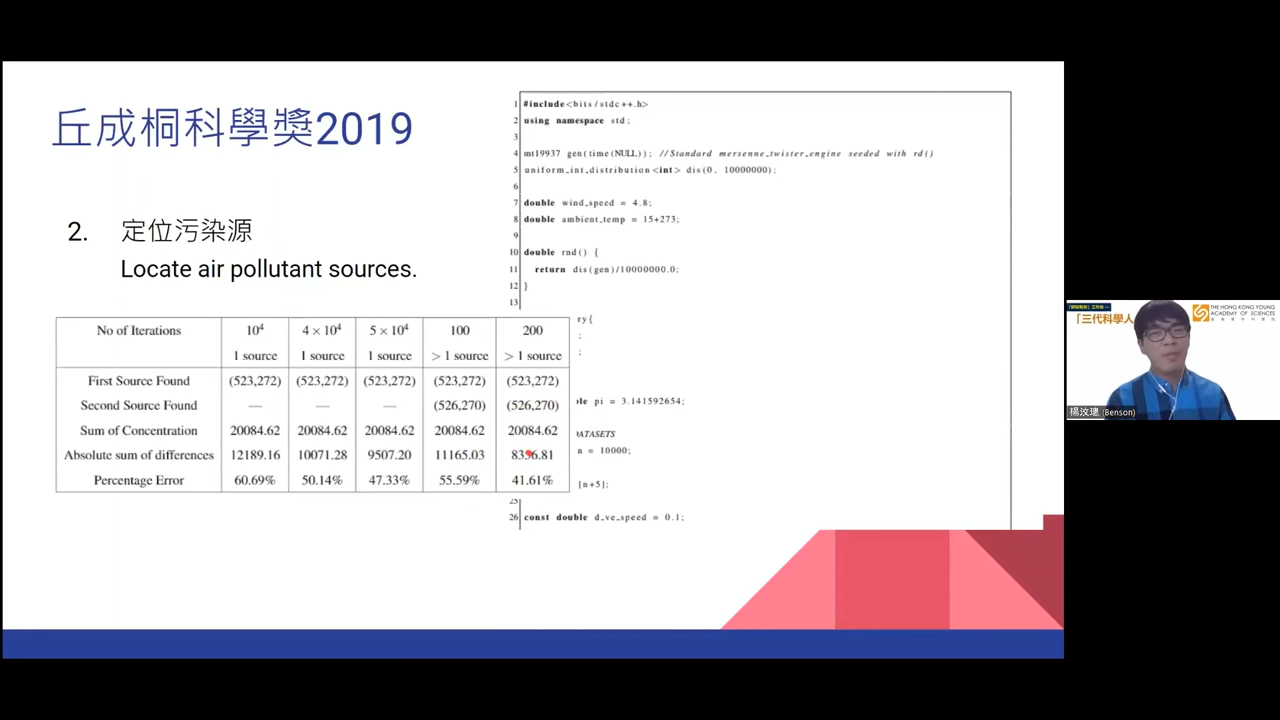 丘成桐科學獎2019
2. 定位污染源
Locate air pollutant sources.
No of Iterations 10⁴ 4 × 10⁴ 5 × 10⁴ 100 200
1 source 1 source 1 source > 1 source > 1 source
First Source Found (523,272) (523,272) (523,272) (523,272) (523,272)
Second Source Found — — — (526,270) (526,270)
Sum of Concentration 20084.62 20084.62 20084.62 20084.62 20084.62
Absolute sum of differences 12189.16 10071.28 9507.20 11165.03 8356.81
Percentage Error 60.69% 50.14% 47.33% 55.59% 41.61%
1 #include<bits/stdc++.h>
2 using namespace std;
3
4 mt19937 gen(time(NULL)); //Standard mersenne_twister_engine seeded with rd()
5 uniform_int_distribution<int> dis(0, 10000000);
6
7 double wind_speed = 4.8;
8 double ambient_temp = 15+273;
9
10 double rnd() {
11 return dis(gen)/10000000.0;
12 }
13
ry{
;
;
ble pi = 3.141592654;
DATASETS
n = 10000;
[n+5];
25
26 const double d_ve_speed = 0.1;
「三代科學人
THE HONG KONG YOUNG
ACADEMY OF SCIENCES
楊汶璁 (Benson)